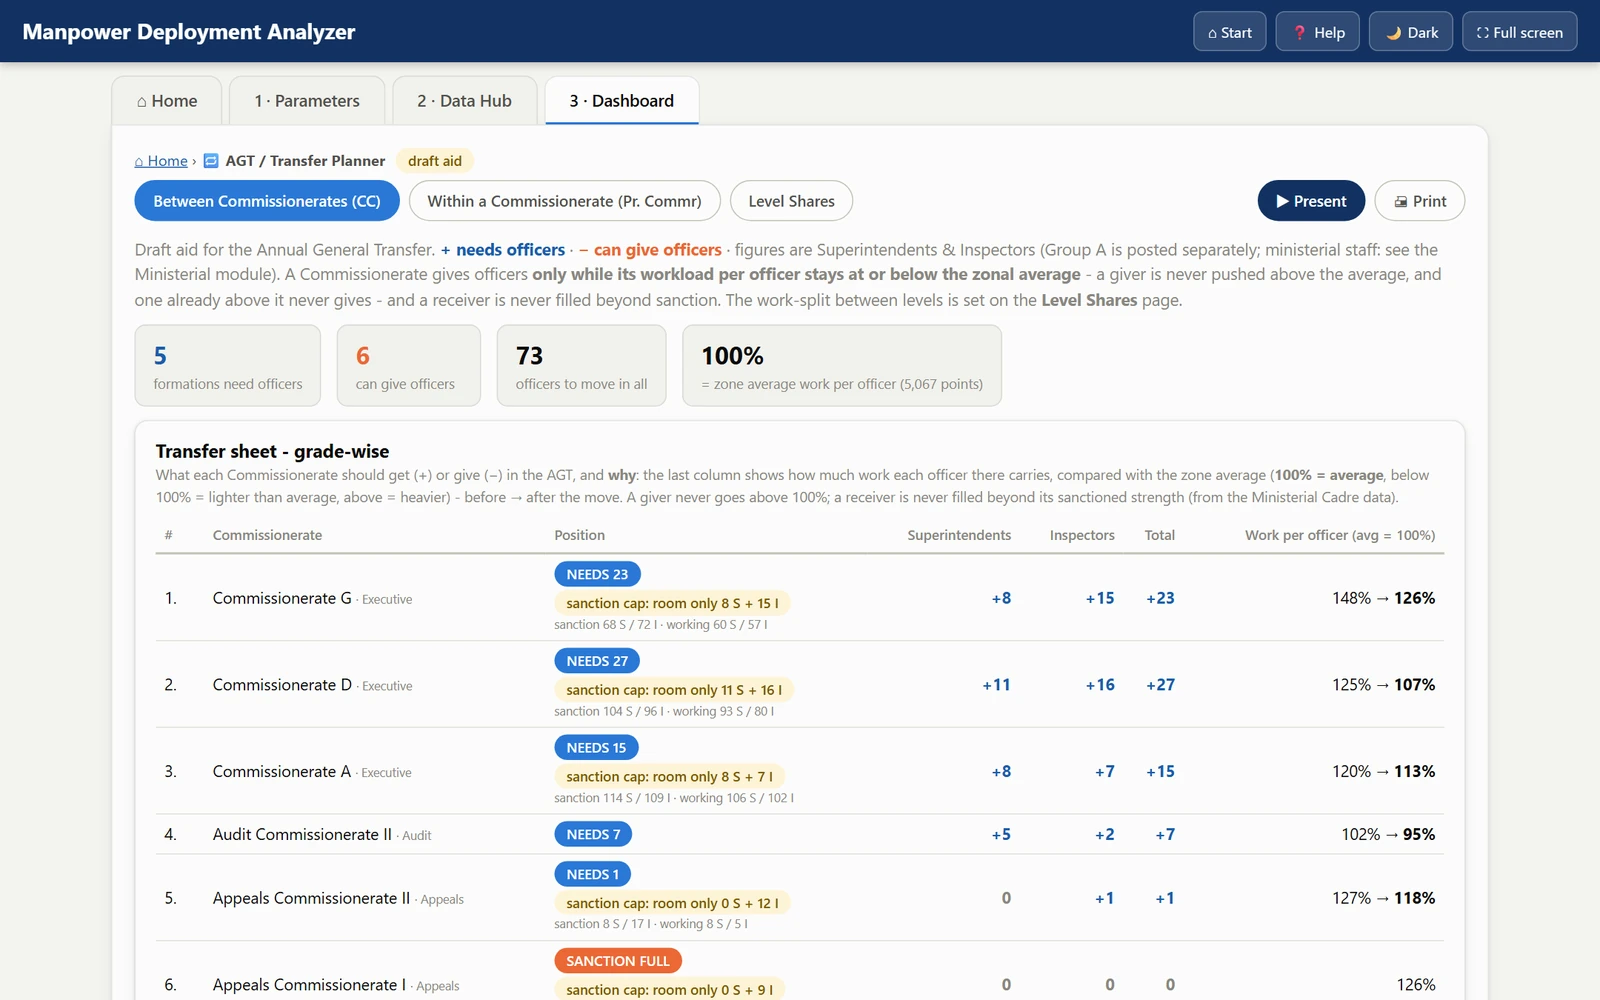 Manpower Deployment Analyzer
⌂ Start
❓ Help
🌙 Dark
⛶ Full screen
⌂ Home
1 · Parameters
2 · Data Hub
3 · Dashboard
⌂ Home › 🔁 AGT / Transfer Planner draft aid
Between Commissionerates (CC)
Within a Commissionerate (Pr. Commr)
Level Shares
▶ Present
🖨 Print
Draft aid for the Annual General Transfer. + needs officers · − can give officers · figures are Superintendents & Inspectors (Group A is posted separately; ministerial staff: see the
Ministerial module). A Commissionerate gives officers only while its workload per officer stays at or below the zonal average - a giver is never pushed above the average, and
one already above it never gives - and a receiver is never filled beyond sanction. The work-split between levels is set on the Level Shares page.
5
formations need officers
6
can give officers
73
officers to move in all
100%
= zone average work per officer (5,067 points)
Transfer sheet - grade-wise
What each Commissionerate should get (+) or give (−) in the AGT, and why: the last column shows how much work each officer there carries, compared with the zone average (100% = average, below
100% = lighter than average, above = heavier) - before → after the move. A giver never goes above 100%; a receiver is never filled beyond its sanctioned strength (from the Ministerial Cadre data).
# Commissionerate Position Superintendents Inspectors Total Work per officer (avg = 100%)
NEEDS 23
sanction cap: room only 8 S + 15 I
1. Commissionerate G · Executive +8 +15 +23 148% → 126%
sanction 68 S / 72 I · working 60 S / 57 I
NEEDS 27
sanction cap: room only 11 S + 16 I
2. Commissionerate D · Executive +11 +16 +27 125% → 107%
sanction 104 S / 96 I · working 93 S / 80 I
NEEDS 15
sanction cap: room only 8 S + 7 I
3. Commissionerate A · Executive +8 +7 +15 120% → 113%
sanction 114 S / 109 I · working 106 S / 102 I
4. Audit Commissionerate II · Audit NEEDS 7 +5 +2 +7 102% → 95%
NEEDS 1
sanction cap: room only 0 S + 12 I
5. Appeals Commissionerate II · Appeals 0 +1 +1 127% → 118%
sanction 8 S / 17 I · working 8 S / 5 I
SANCTION FULL
6. Appeals Commissionerate I · Appeals 0 0 0 126%
sanction cap: room only 0 S + 9 I